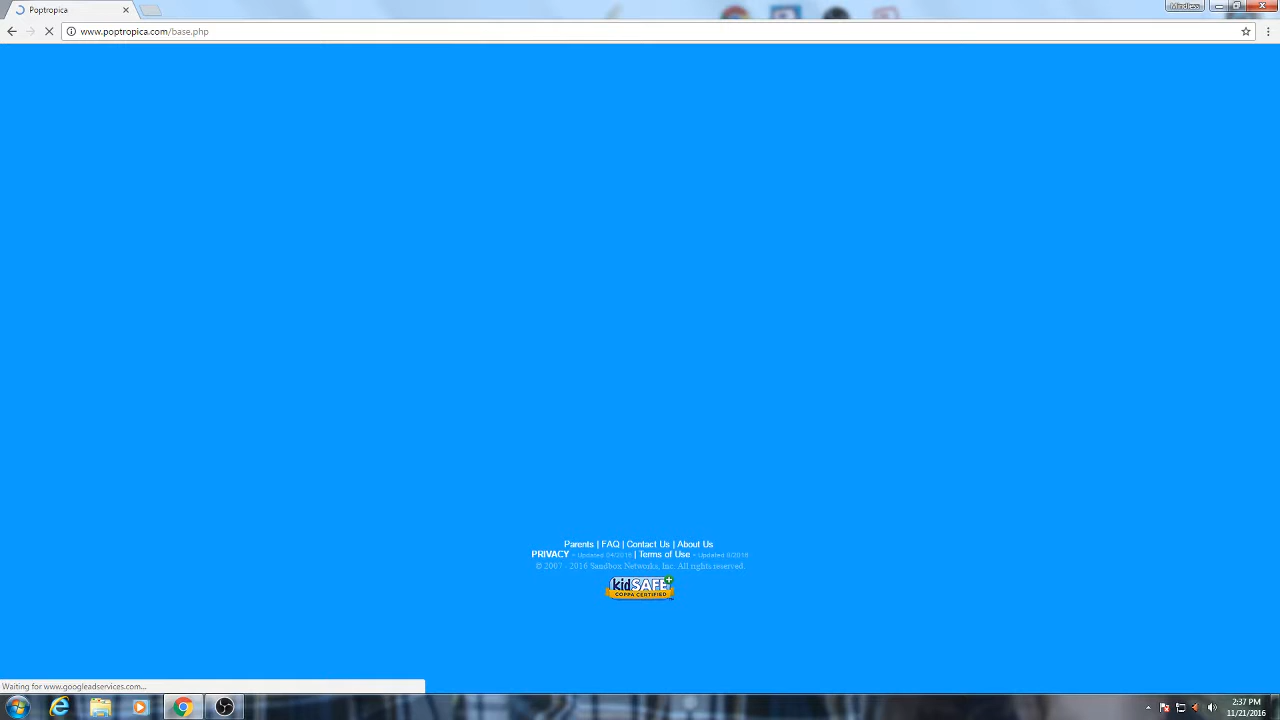 Poptropica
Mindless
www.poptropica.com/base.php
Parents | FAQ | Contact Us | About Us
PRIVACY - Updated 04/2016 | Terms of Use - Updated 9/2016
© 2007 - 2016 Sandbox Networks, Inc. All rights reserved.
kidSAFE +
COPPA CERTIFIED
Waiting for www.googleadservices.com...
2:37 PM
11/21/2016